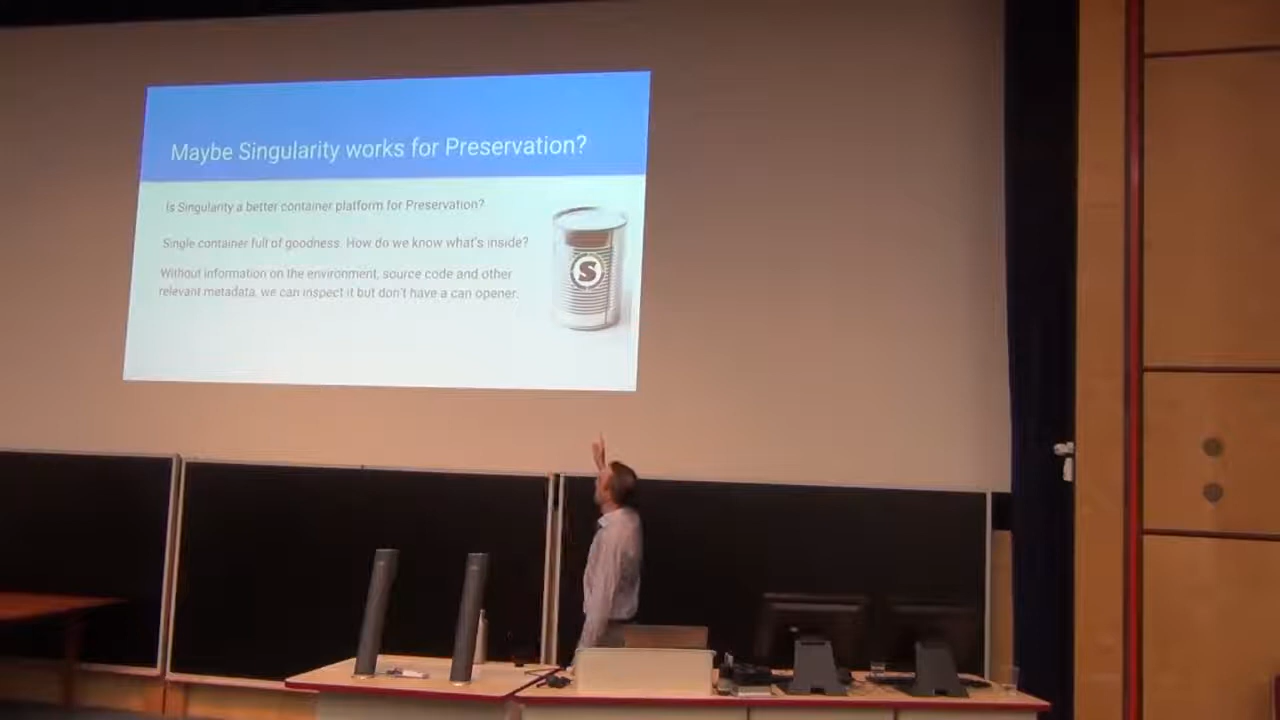 Maybe Singularity works for Preservation?
Is Singularity a better container platform for Preservation?
Single container full of goodness. How do we know what's inside?
Without information on the environment, source code and other
relevant metadata, we can inspect it but don't have a can opener.
S